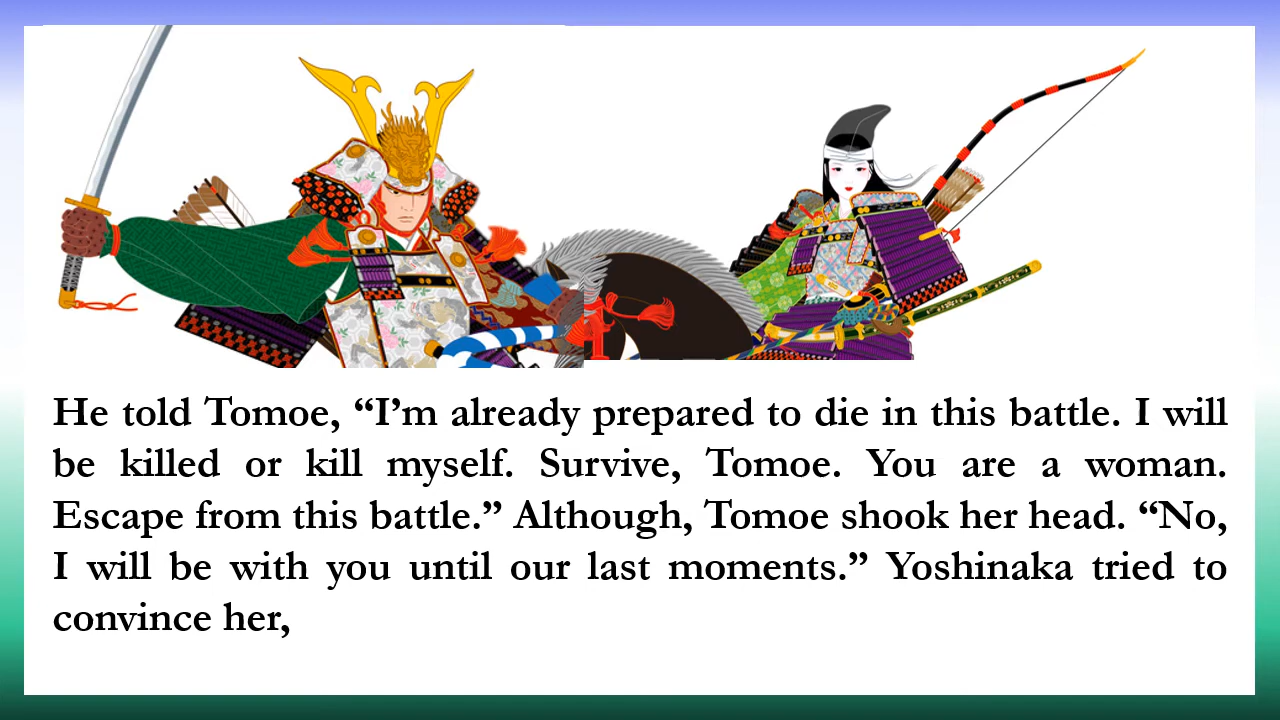 He told Tomoe, “I’m already prepared to die in this battle. I will
be killed or kill myself. Survive, Tomoe. You are a woman.
Escape from this battle.” Although, Tomoe shook her head. “No,
I will be with you until our last moments.” Yoshinaka tried to
convince her,